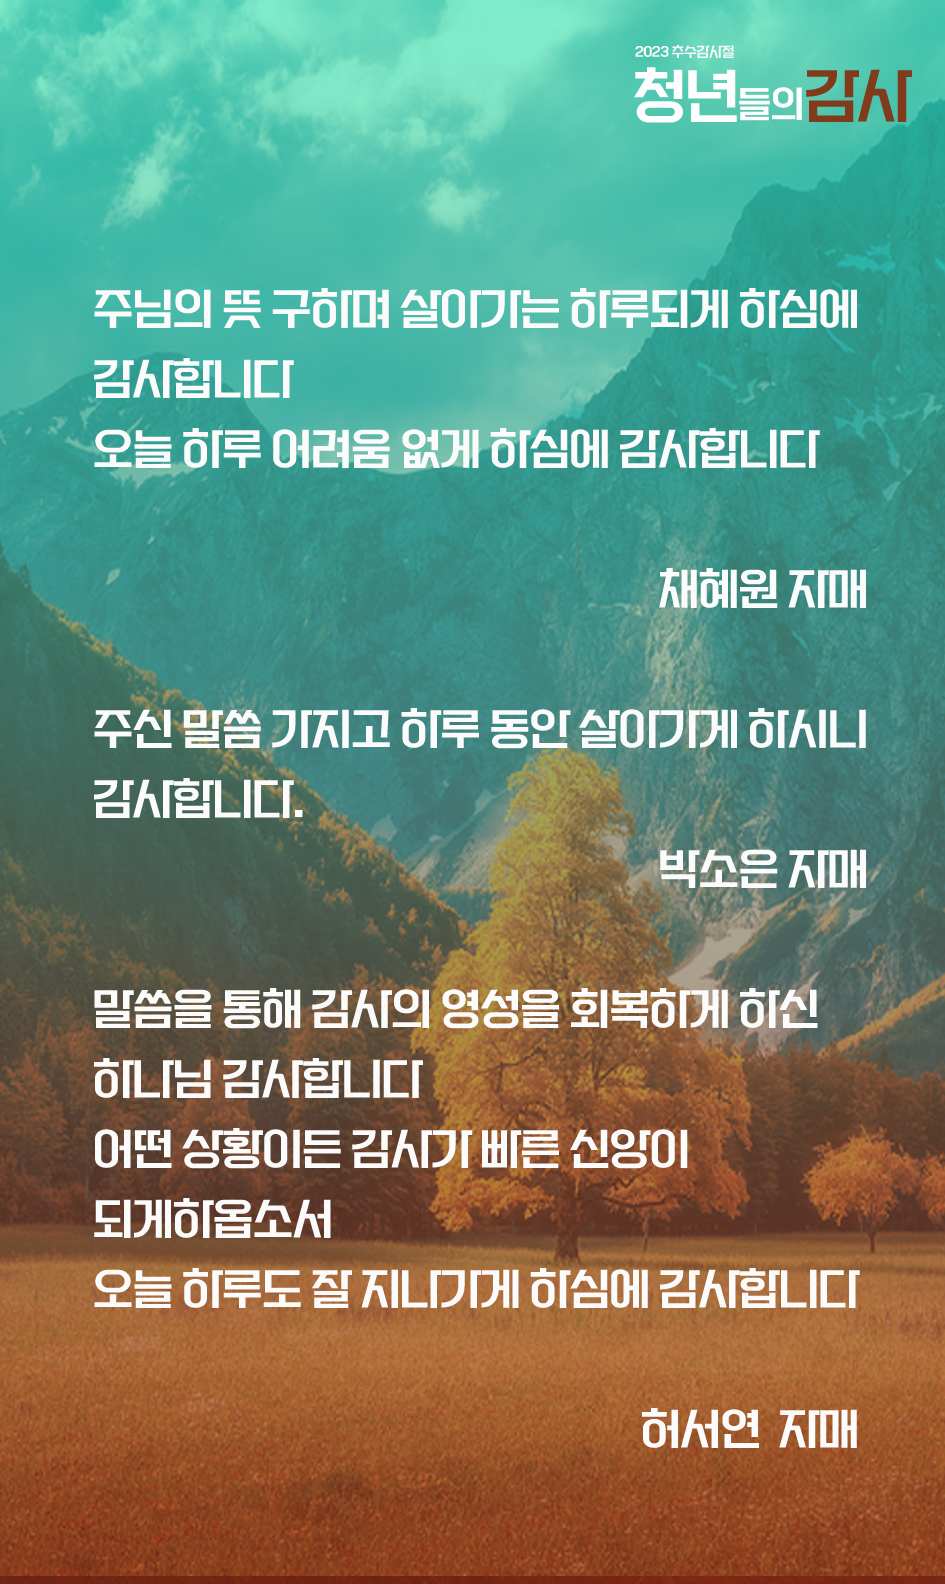 2023 추수감사절
청년들의감사
주님의 뜻 구하며 살아가는 하루되게 하심에
감사합니다
오늘 하루 어려움 없게 하심에 감사합니다
채혜원 자매
주신 말씀 가지고 하루 동안 살아가게 하시니
감사합니다.
박소은 자매
말씀을 통해 감사의 영성을 회복하게 하신
하나님 감사합니다
어떤 상황이든 감사가 빠른 신앙이
되게하옵소서
오늘 하루도 잘 지나가게 하심에 감사합니다
허서연 자매